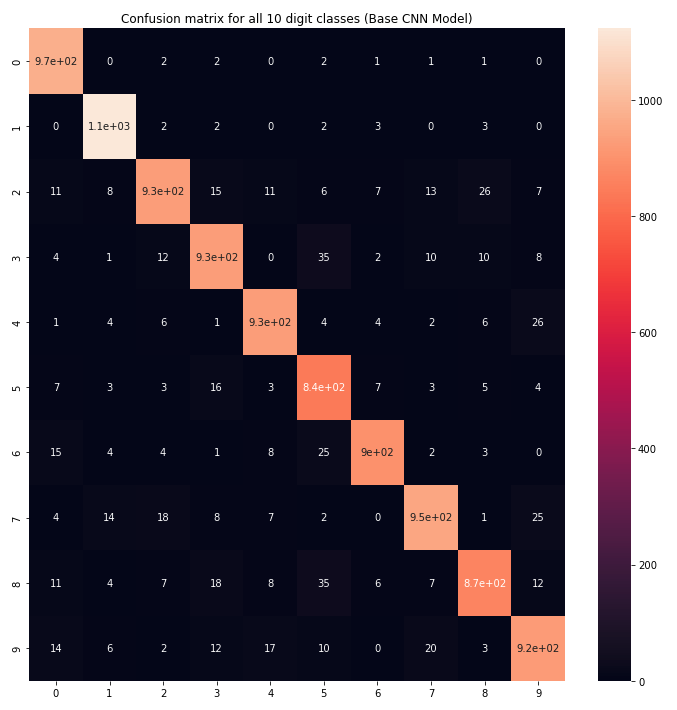 Confusion matrix for all 10 digit classes (Base CNN Model)
0 9.7e+02 0 2 2 0 2 1 1 1 0
1 0 1.1e+03 2 2 0 2 3 0 3 0
2 11 8 9.3e+02 15 11 6 7 13 26 7
3 4 1 12 9.3e+02 0 35 2 10 10 8
4 1 4 6 1 9.3e+02 4 4 2 6 26
5 7 3 3 16 3 8.4e+02 7 3 5 4
6 15 4 4 1 8 25 9e+02 2 3 0
7 4 14 18 8 7 2 0 9.5e+02 1 25
8 11 4 7 18 8 35 6 7 8.7e+02 12
9 14 6 2 12 17 10 0 20 3 9.2e+02
0 1 2 3 4 5 6 7 8 9
1000
800
600
400
200
0